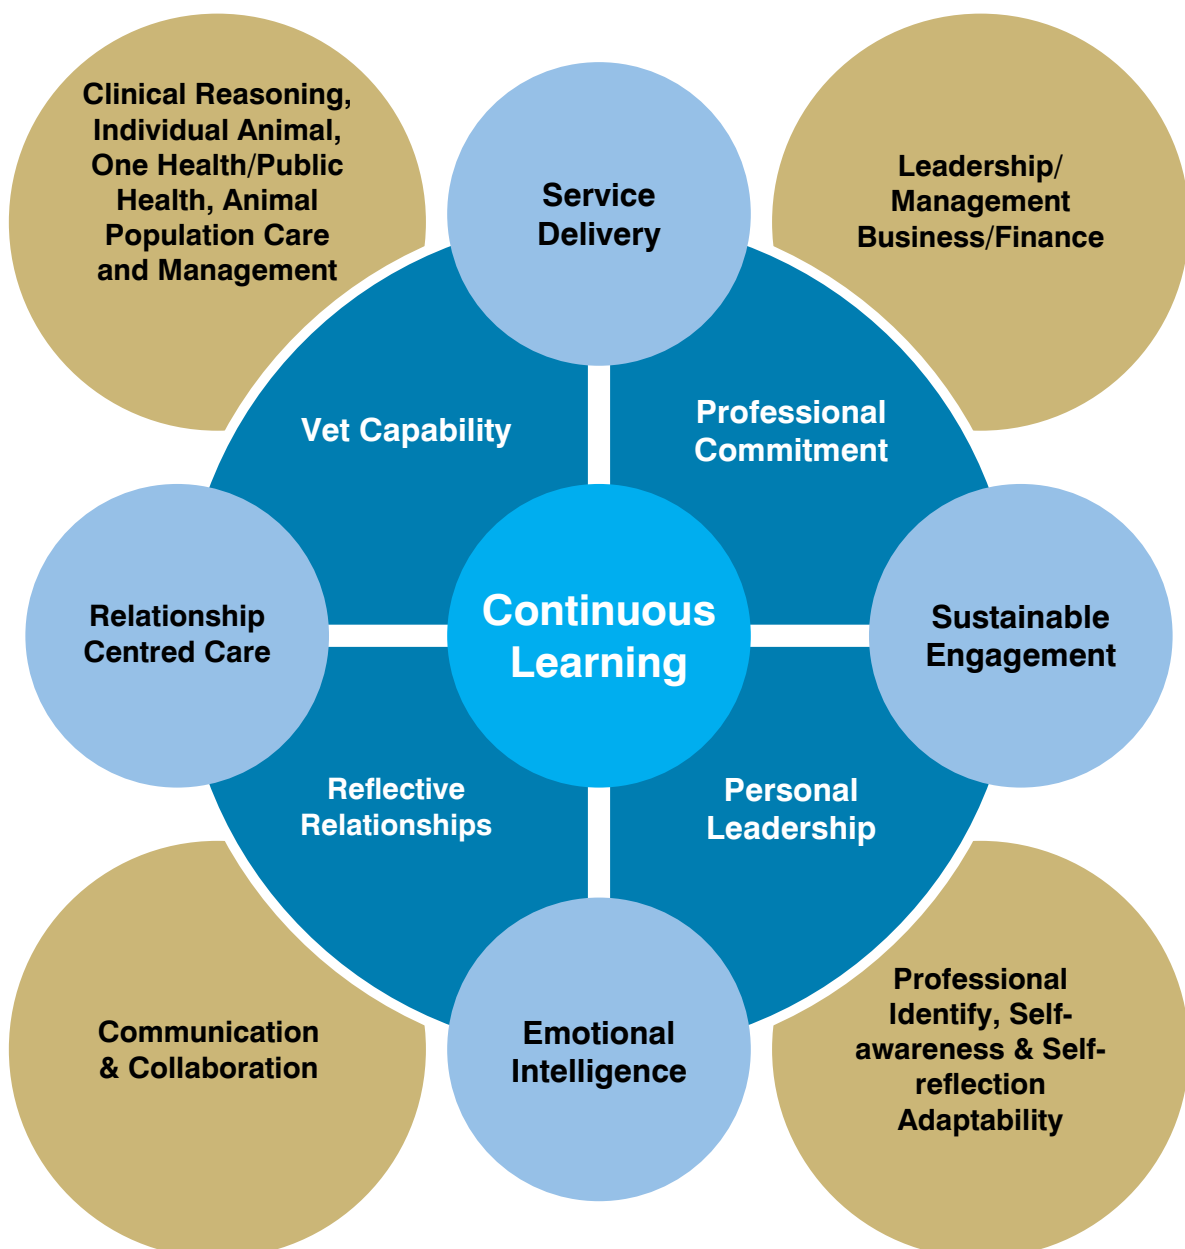 Clinical Reasoning,
Individual Animal,
One Health/Public
Health, Animal
Population Care
and Management
Service
Delivery
Leadership/
Management
Business/Finance
Vet Capability
Professional
Commitment
Relationship
Centred Care
Continuous
Learning
Sustainable
Engagement
Reflective
Relationships
Personal
Leadership
Communication
& Collaboration
Emotional
Intelligence
Professional
Identify, Self-
awareness & Self-
reflection
Adaptability